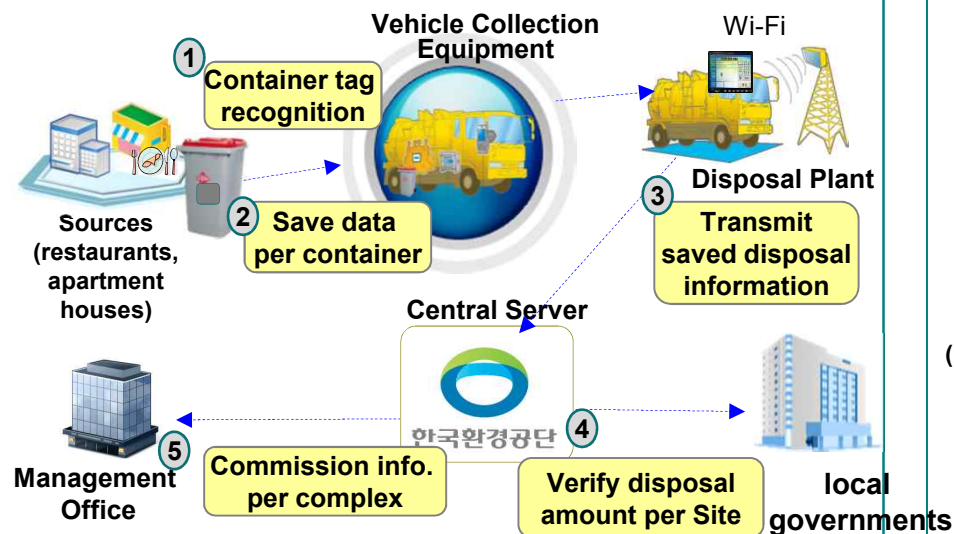 Vehicle Collection
Equipment
Wi-Fi
1
Container tag
recognition
Disposal Plant
2
Save data
per container
3
Transmit
saved disposal
information
Sources
(restaurants,
apartment
houses)
Central Server
한국환경공단
(
4
Verify disposal
amount per Site
5
Commission info.
per complex
Management
Office
local
governments